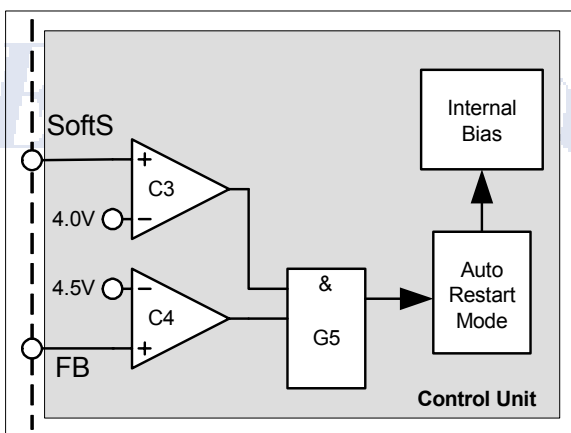 SoftS
+
C3
4.0V
-
4.5V
-
C4
+
FB
&
G5
Internal
Bias
Auto
Restart
Mode
Control Unit